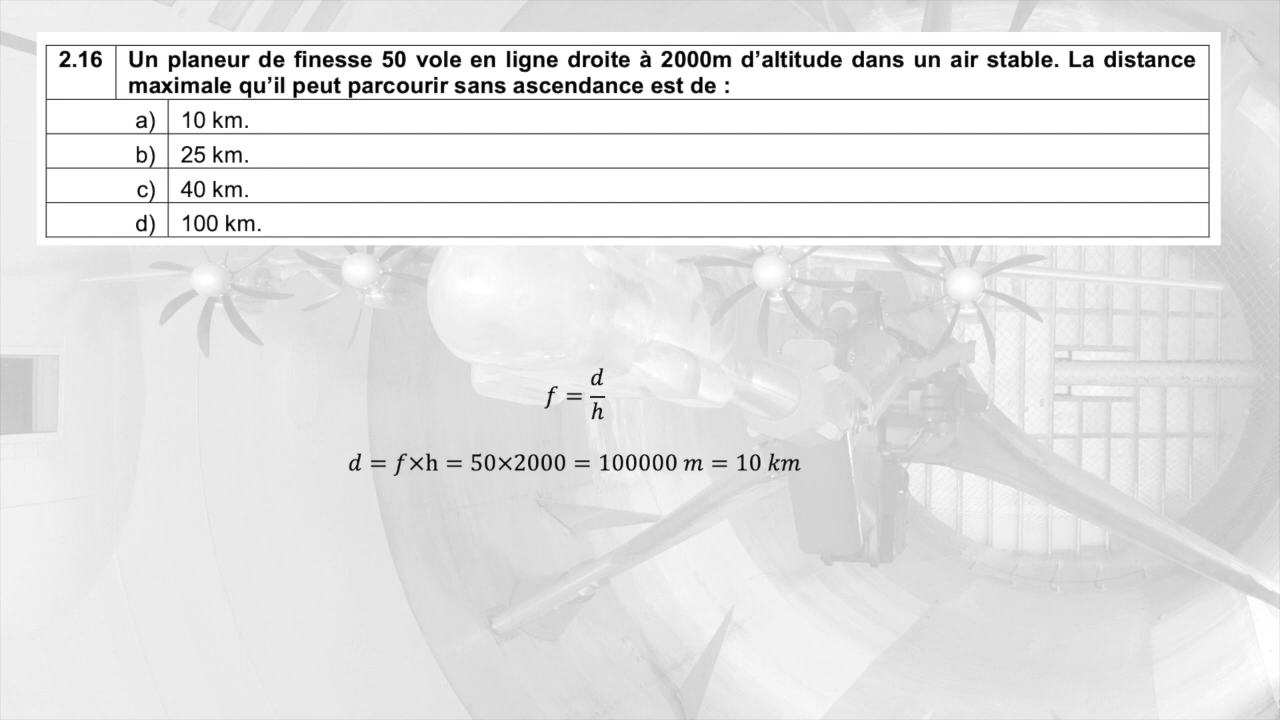 2.16 Un planeur de finesse 50 vole en ligne droite à 2000m d'altitude dans un air stable. La distance
maximale qu'il peut parcourir sans ascendance est de :
a) 10 km.
b) 25 km.
c) 40 km.
d) 100 km.
f = d/h
d = f×h = 50×2000 = 100000 m = 10 km